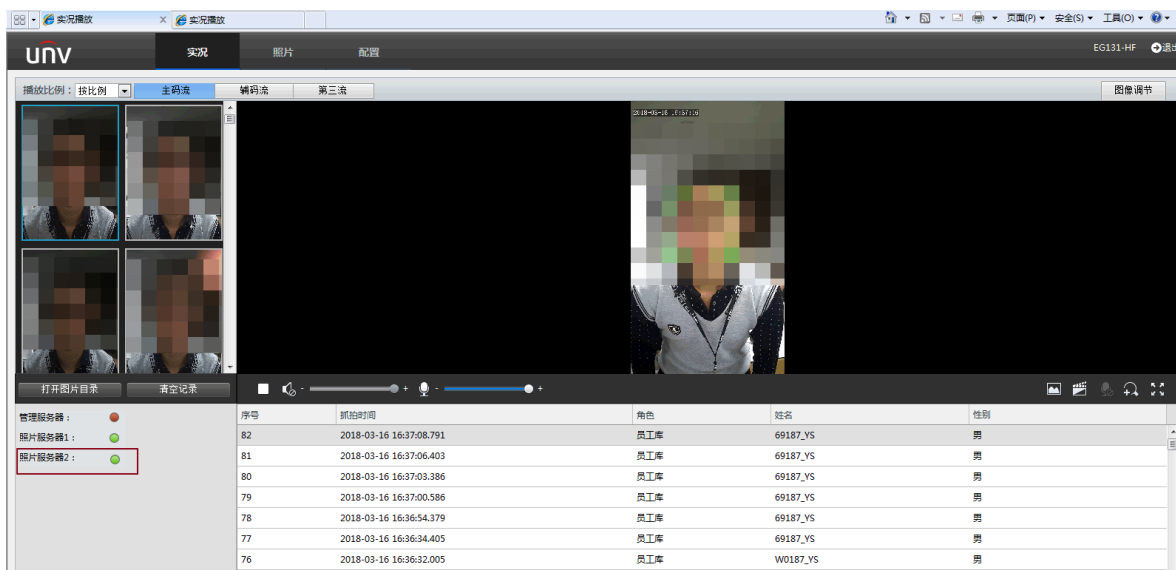 实况播放 X 实况播放 页面(P) 安全(S) 工具(O)
unv 实况 照片 配置 EG131-HF
播放比例： 按比例 主码流 辅码流 第三流 图像调节
打开图片目录 清空记录 - + - +
管理服务器：
照片服务器1：
照片服务器2：
序号 抓拍时间 角色 姓名 性别
82 2018-03-16 16:37:08.791 员工库 69187_YS 男
81 2018-03-16 16:37:06.403 员工库 69187_YS 男
80 2018-03-16 16:37:03.386 员工库 69187_YS 男
79 2018-03-16 16:37:00.586 员工库 69187_YS 男
78 2018-03-16 16:36:54.379 员工库 69187_YS 男
77 2018-03-16 16:36:34.405 员工库 69187_YS 男
76 2018-03-16 16:36:32.005 员工库 W0187_YS 男